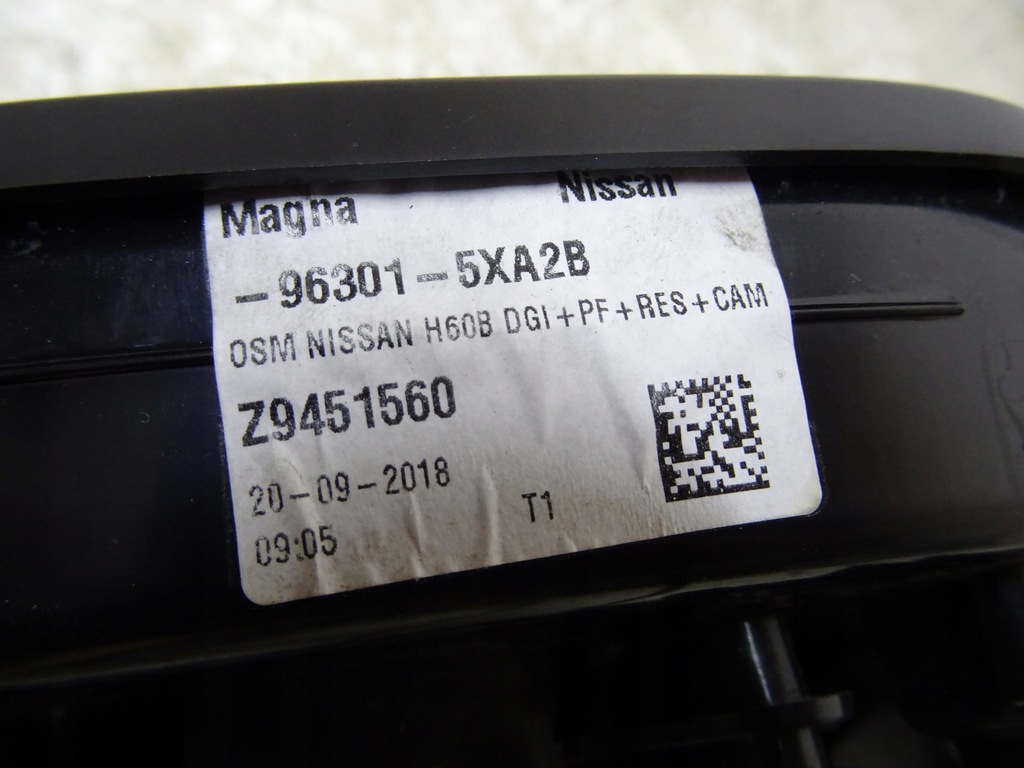 Magna Nissan
-96301-5XA2B
OSM NISSAN H60B DGI+PF+RES+CAM
Z9451560
20-09-2018
T1
09:05